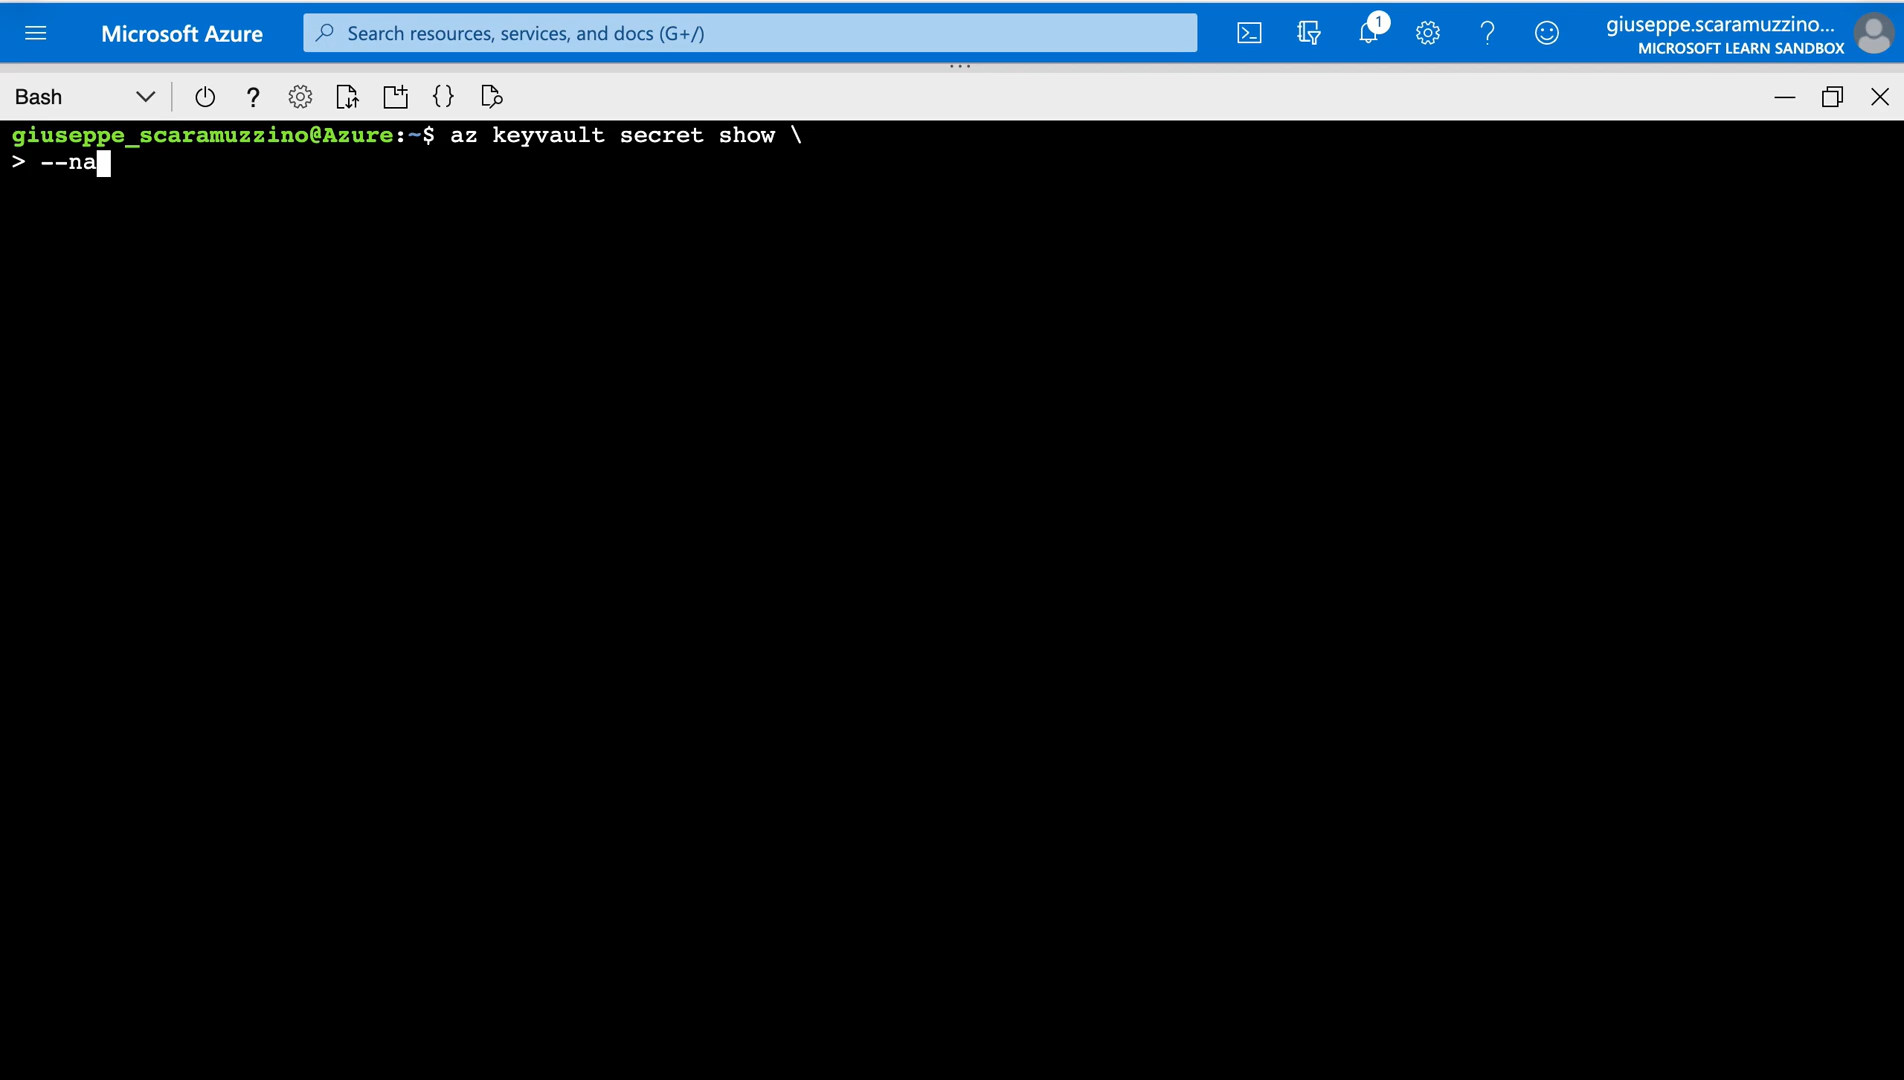 Microsoft Azure
Search resources, services, and docs (G+/)
1
giuseppe.scaramuzzino...
MICROSOFT LEARN SANDBOX
Bash
giuseppe_scaramuzzino@Azure:~$ az keyvault secret show \
> --na